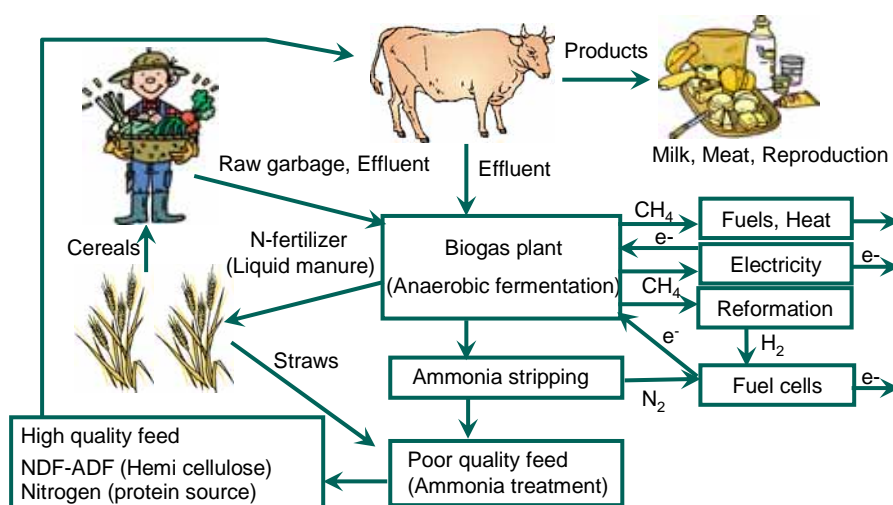 Products
Milk, Meat, Reproduction
Raw garbage, Effluent
Effluent
Cereals
N-fertilizer
(Liquid manure)
Biogas plant
(Anaerobic fermentation)
CH₄
Fuels, Heat
e-
Electricity
e-
CH₄
Reformation
H₂
e⁻
Straws
Ammonia stripping
N₂
Fuel cells
e-
High quality feed
NDF-ADF (Hemi cellulose)
Nitrogen (protein source)
Poor quality feed
(Ammonia treatment)